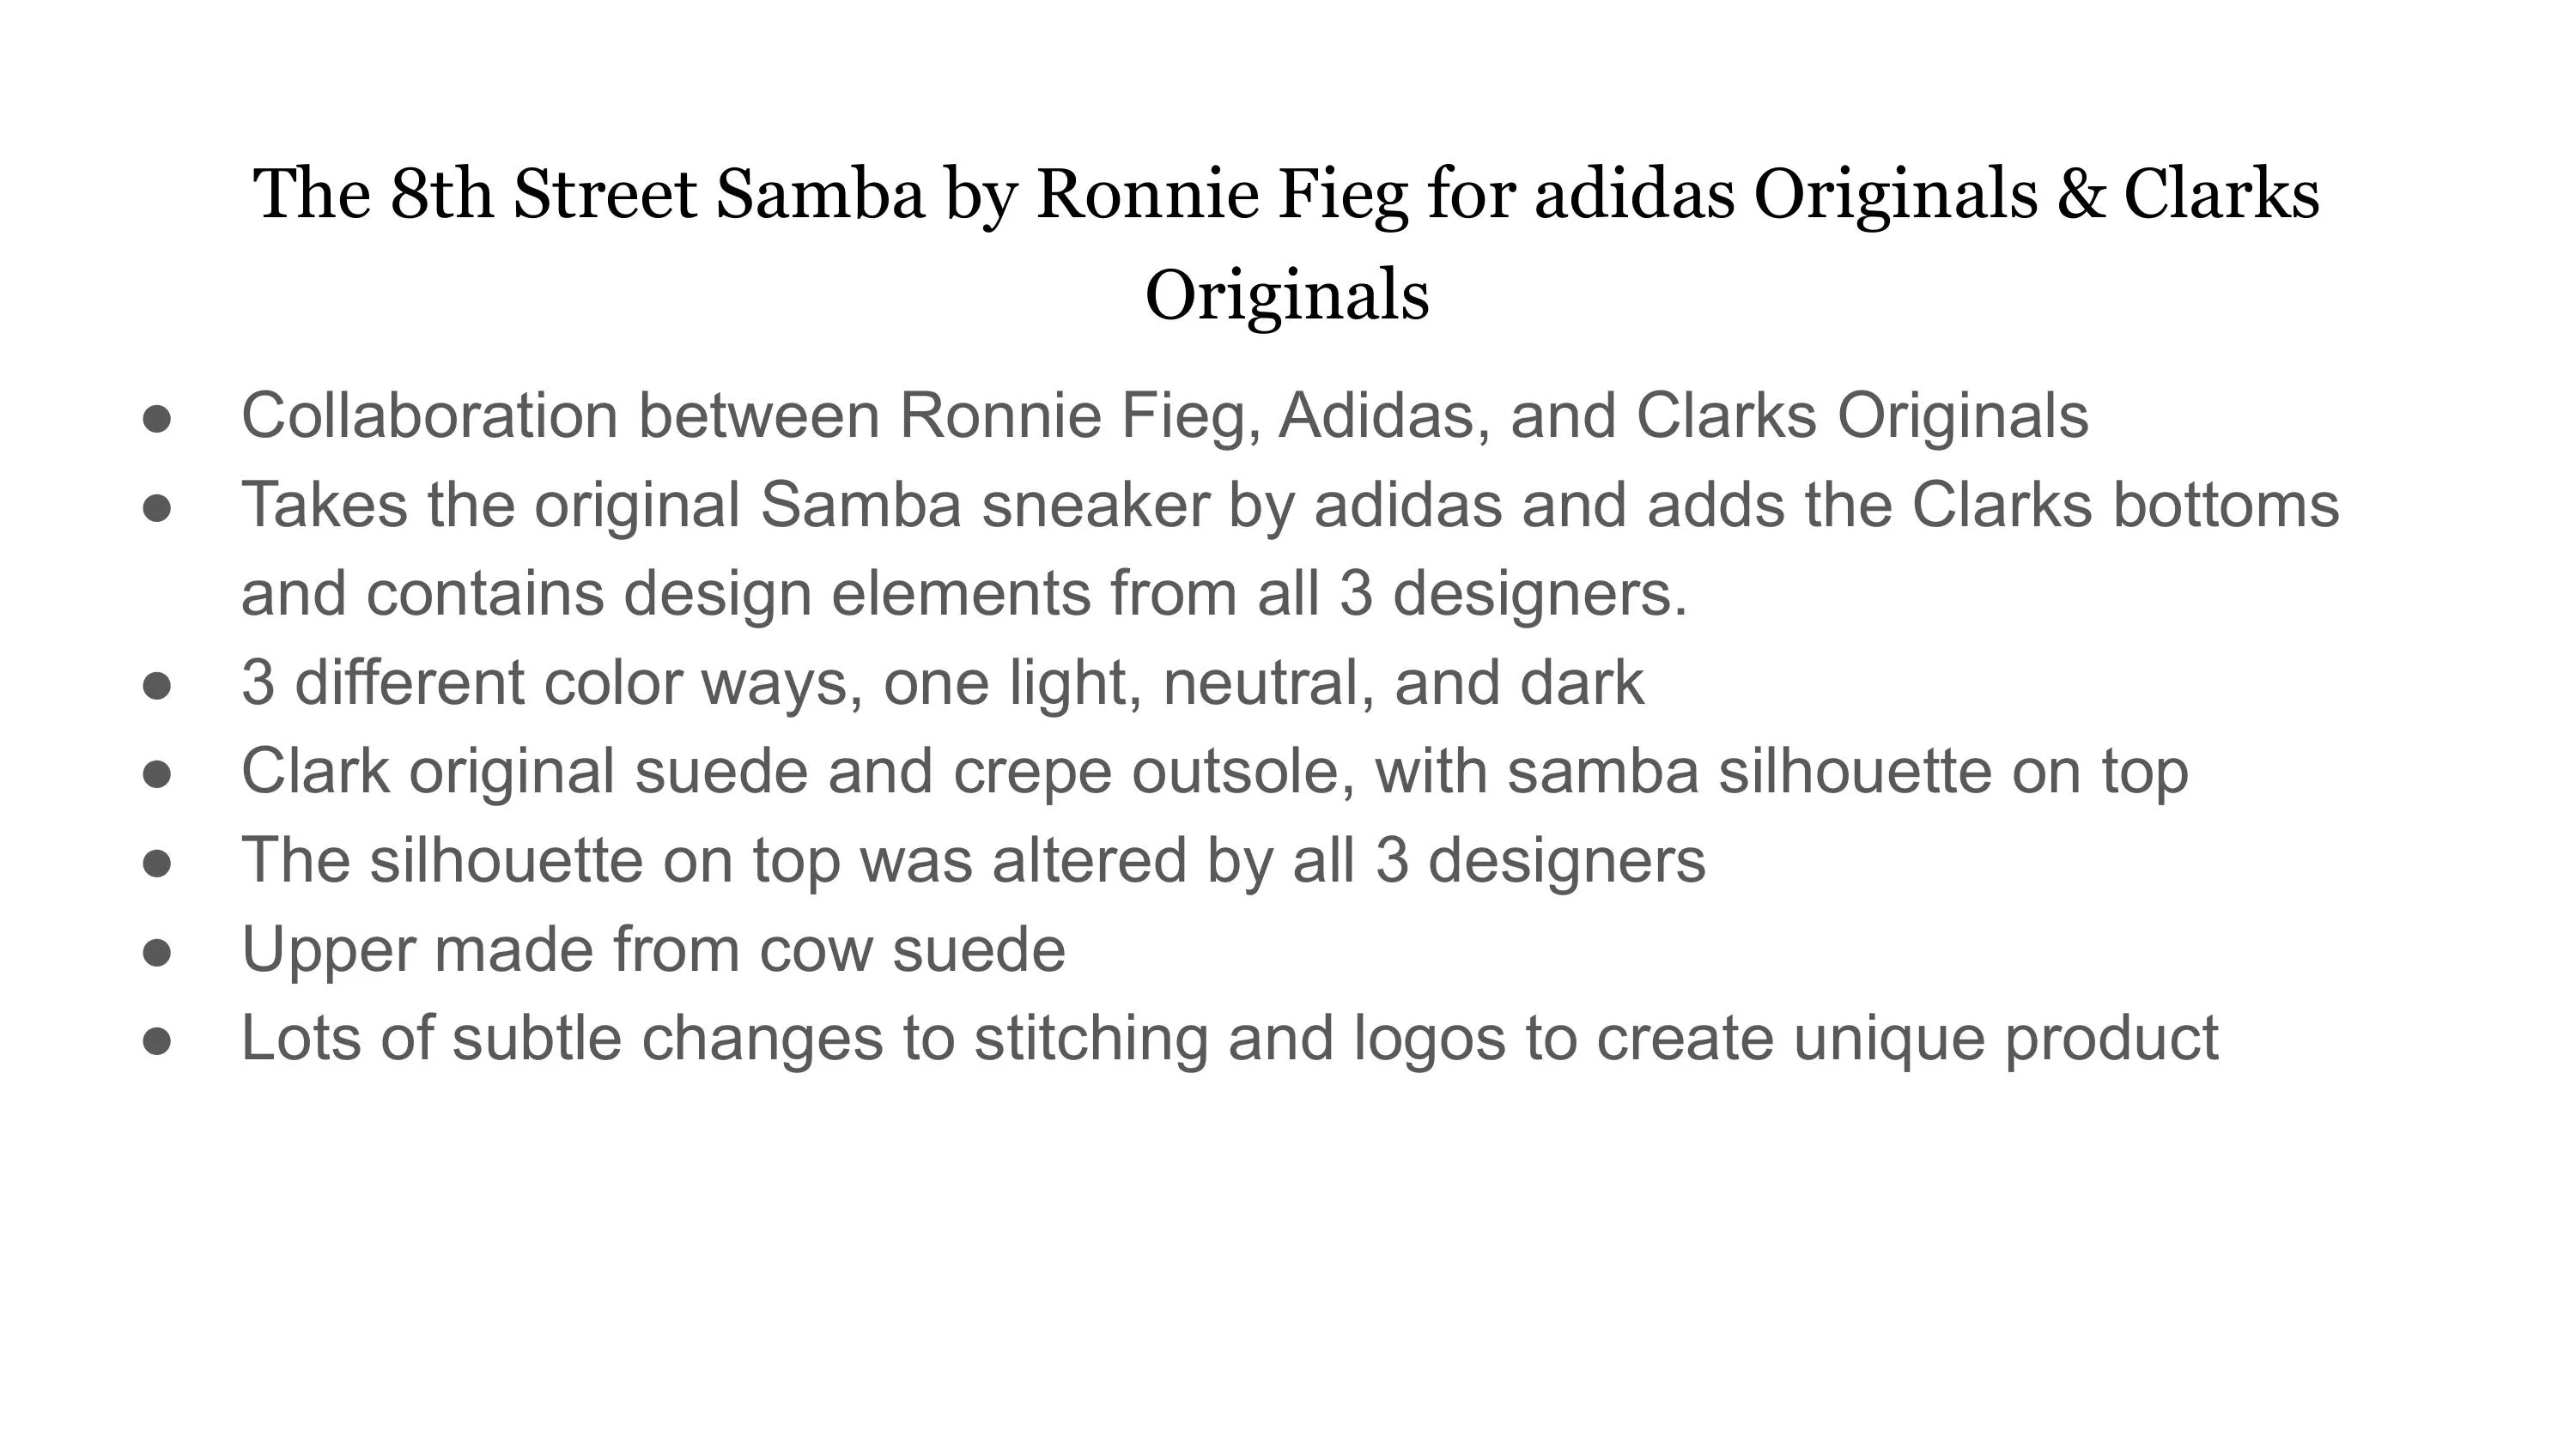 The 8th Street Samba by Ronnie Fieg for adidas Originals & Clarks
Originals
● Collaboration between Ronnie Fieg, Adidas, and Clarks Originals
● Takes the original Samba sneaker by adidas and adds the Clarks bottoms
and contains design elements from all 3 designers.
● 3 different color ways, one light, neutral, and dark
● Clark original suede and crepe outsole, with samba silhouette on top
● The silhouette on top was altered by all 3 designers
● Upper made from cow suede
● Lots of subtle changes to stitching and logos to create unique product